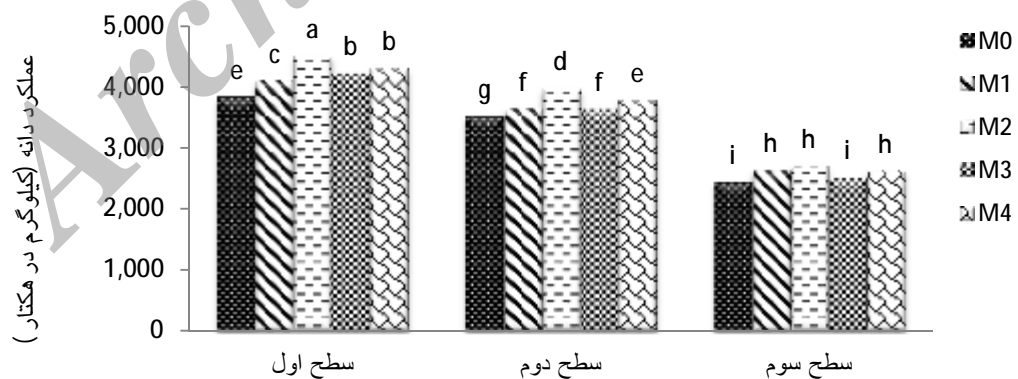 عملکرد دانه (کیلوگرم در هکتار )
5,000
4,000
3,000
2,000
1,000
0
e c a b b
g f d f e
i h h i h
سطح اول
سطح دوم
سطح سوم
M0
M1
M2
M3
M4